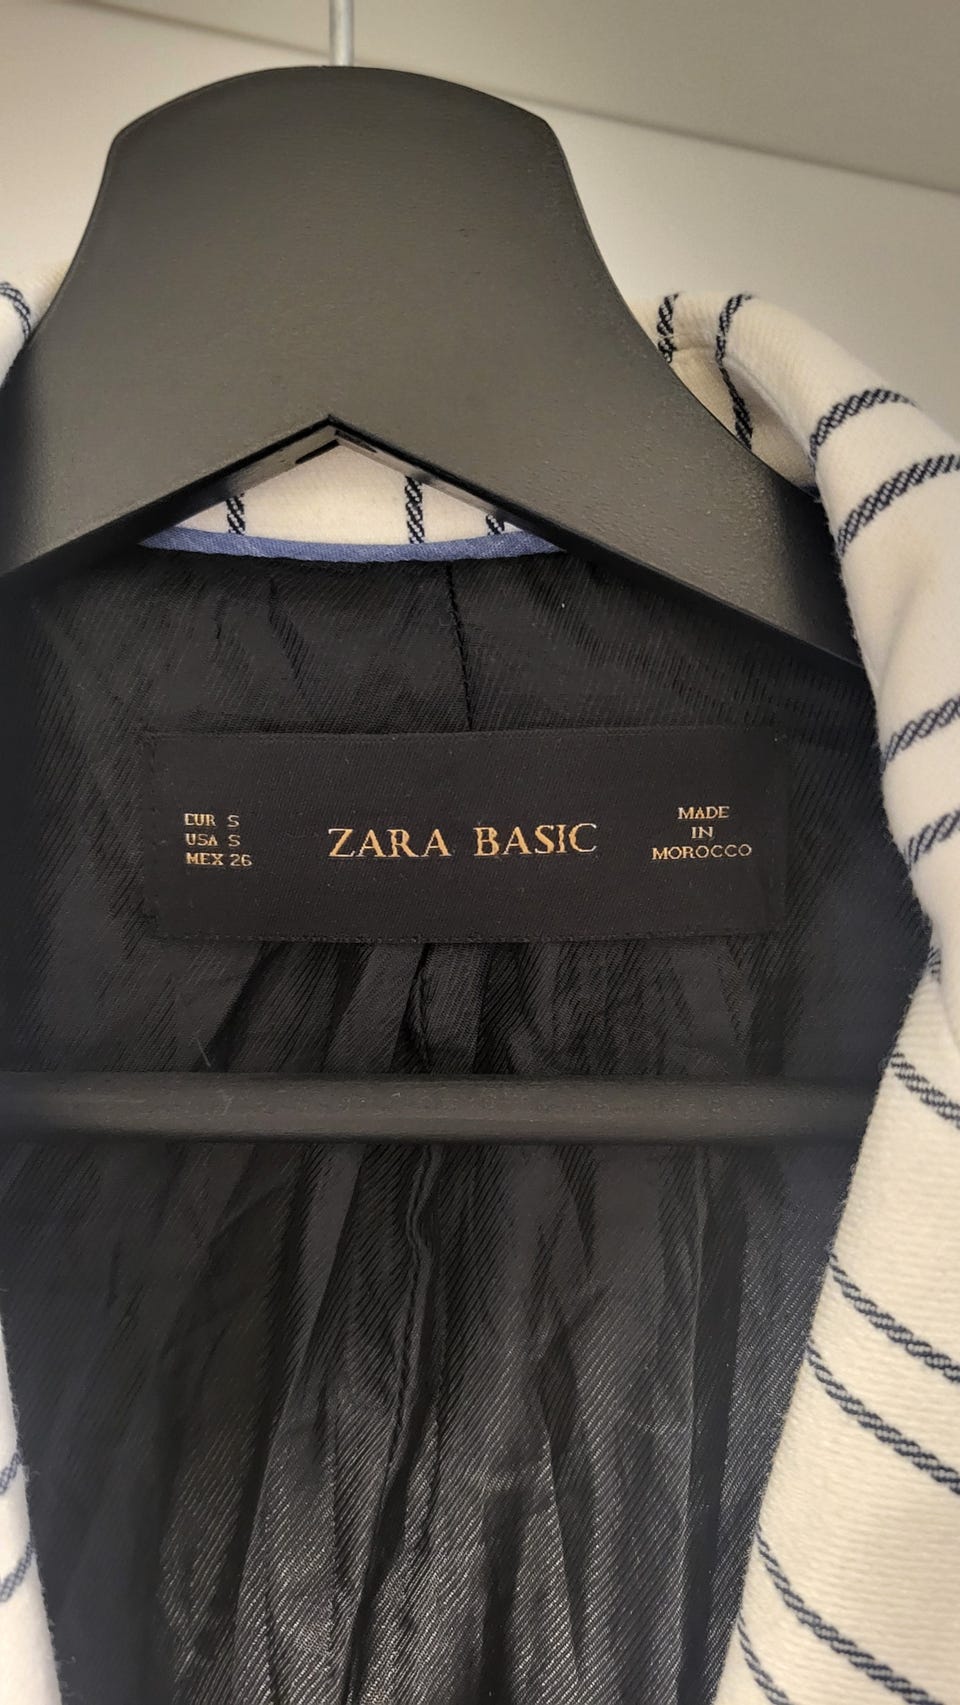 EUR S
USA S
MEX 26
ZARA BASIC
MADE
IN
MOROCCO